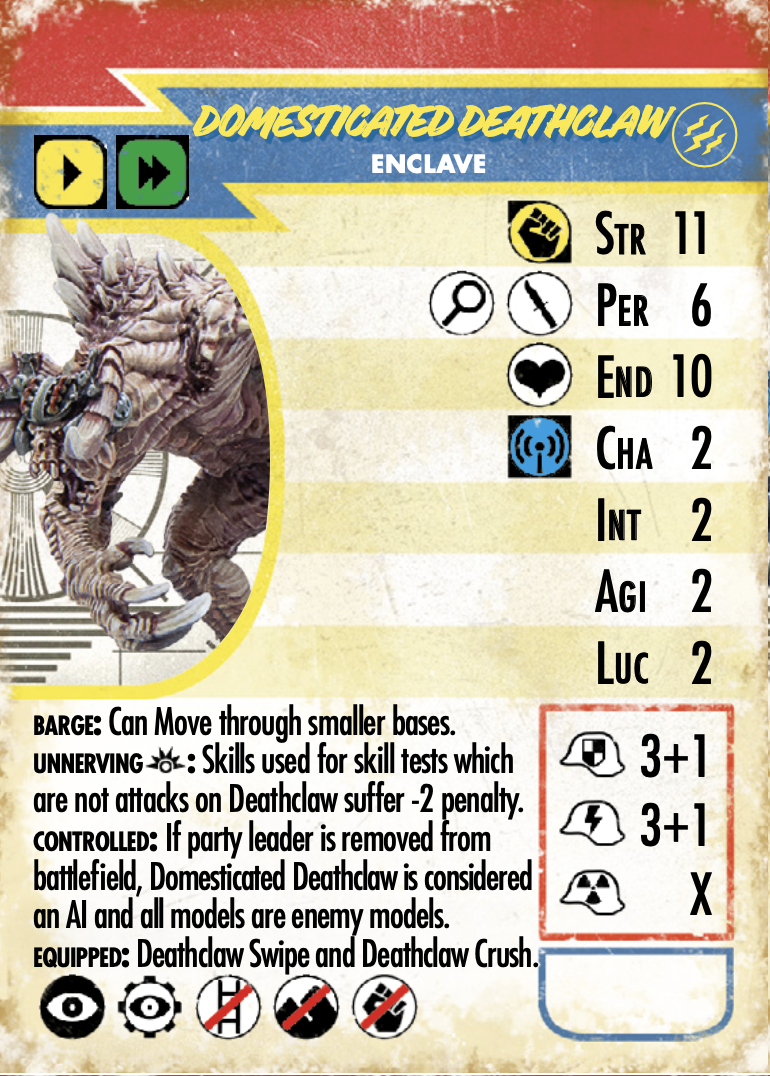 DOMESTICATED DEATHCLAW
ENCLAVE
STR 11
PER 6
END 10
CHA 2
INT 2
AGI 2
LUC 2
BARGE: Can Move through smaller bases.
UNNERVING : Skills used for skill tests which
are not attacks on Deathclaw suffer -2 penalty.
CONTROLLED: If party leader is removed from
battlefield, Domesticated Deathclaw is considered
an AI and all models are enemy models.
EQUIPPED: Deathclaw Swipe and Deathclaw Crush.
3+1
3+1
X